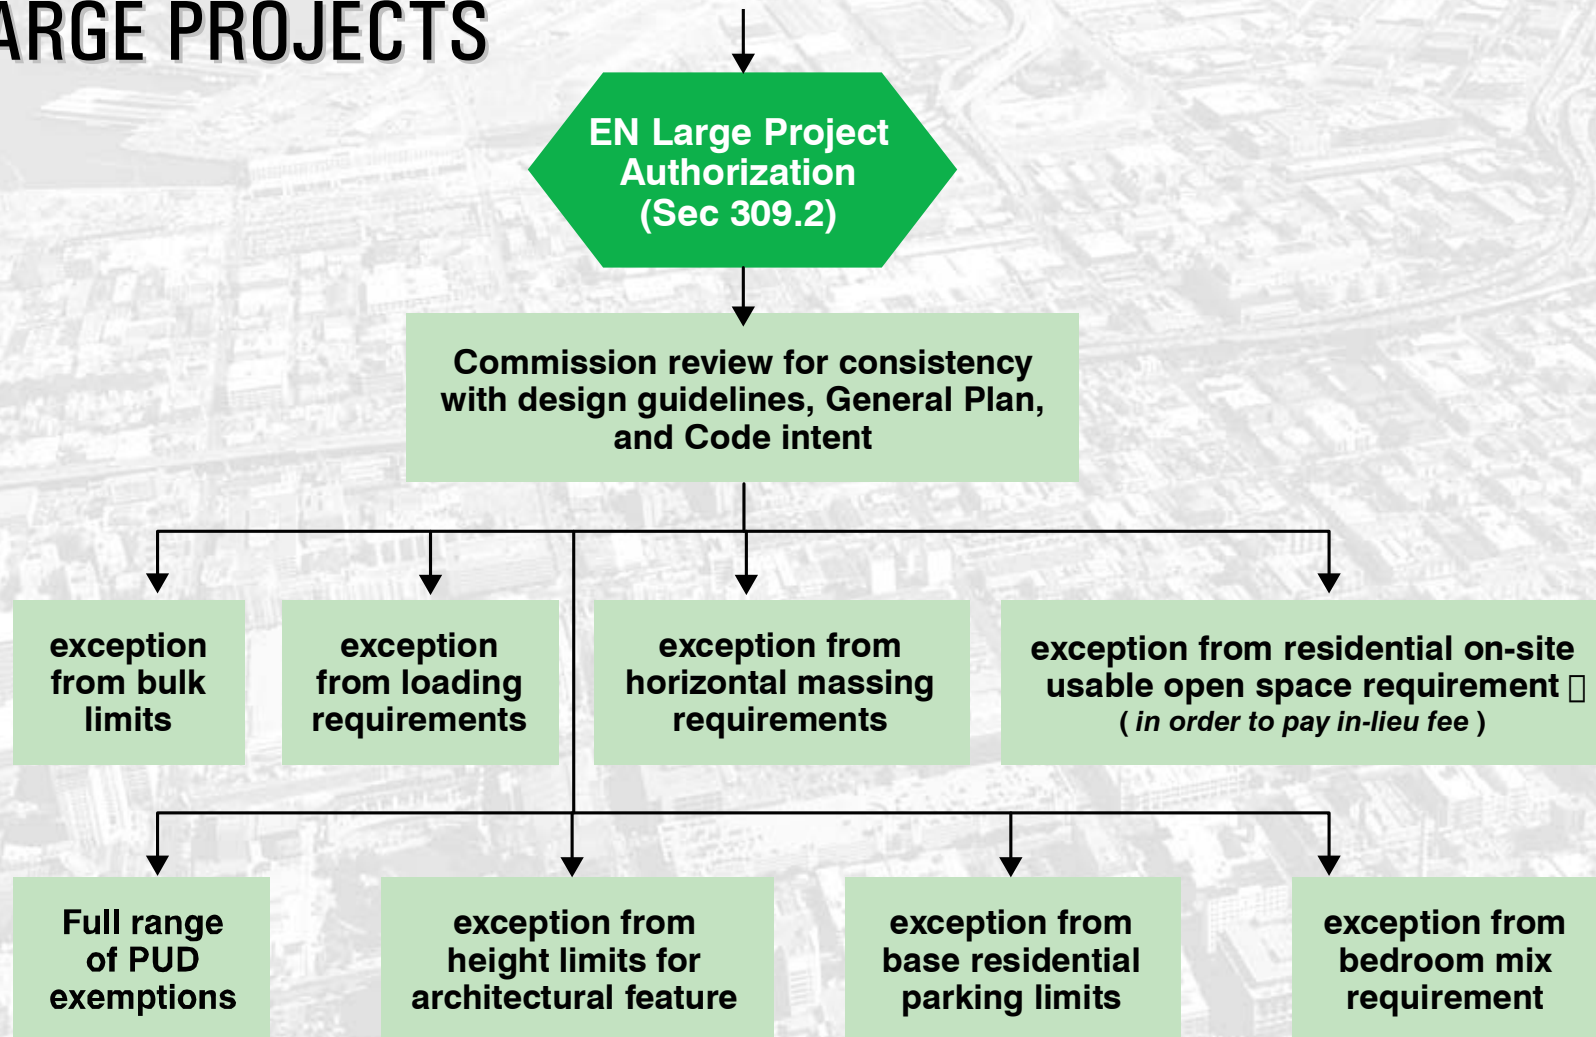 ARGE PROJECTS
EN Large Project
Authorization
(Sec 309.2)
Commission review for consistency
with design guidelines, General Plan,
and Code intent
exception
from bulk
limits
exception
from loading
requirements
exception from
horizontal massing
requirements
exception from residential on-site
usable open space requirement
( in order to pay in-lieu fee )
Full range
of PUD
exemptions
exception from
height limits for
architectural feature
exception from
base residential
parking limits
exception from
bedroom mix
requirement